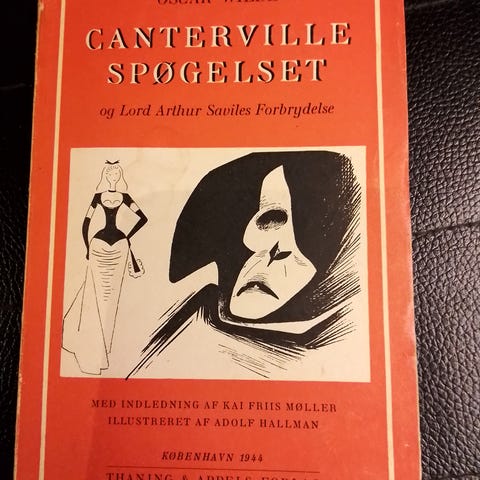 OSCAR WILDE
CANTERVILLE
SPØGELSET
og Lord Arthur Saviles Forbrydelse
MED INDLEDNING AF KAI FRIIS MØLLER
ILLUSTRERET AF ADOLF HALLMAN
KØBENHAVN 1944
THANING & APPELS FORLAG